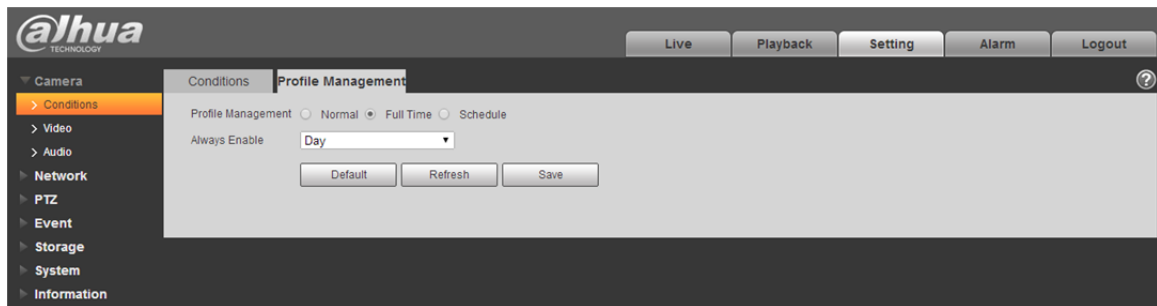 alhua
TECHNOLOGY
Live Playback Setting Alarm Logout
Camera
Conditions
Video
Audio
Network
PTZ
Event
Storage
System
Information
Conditions Profile Management ?
Profile Management Normal Full Time Schedule
Always Enable Day
Default Refresh Save